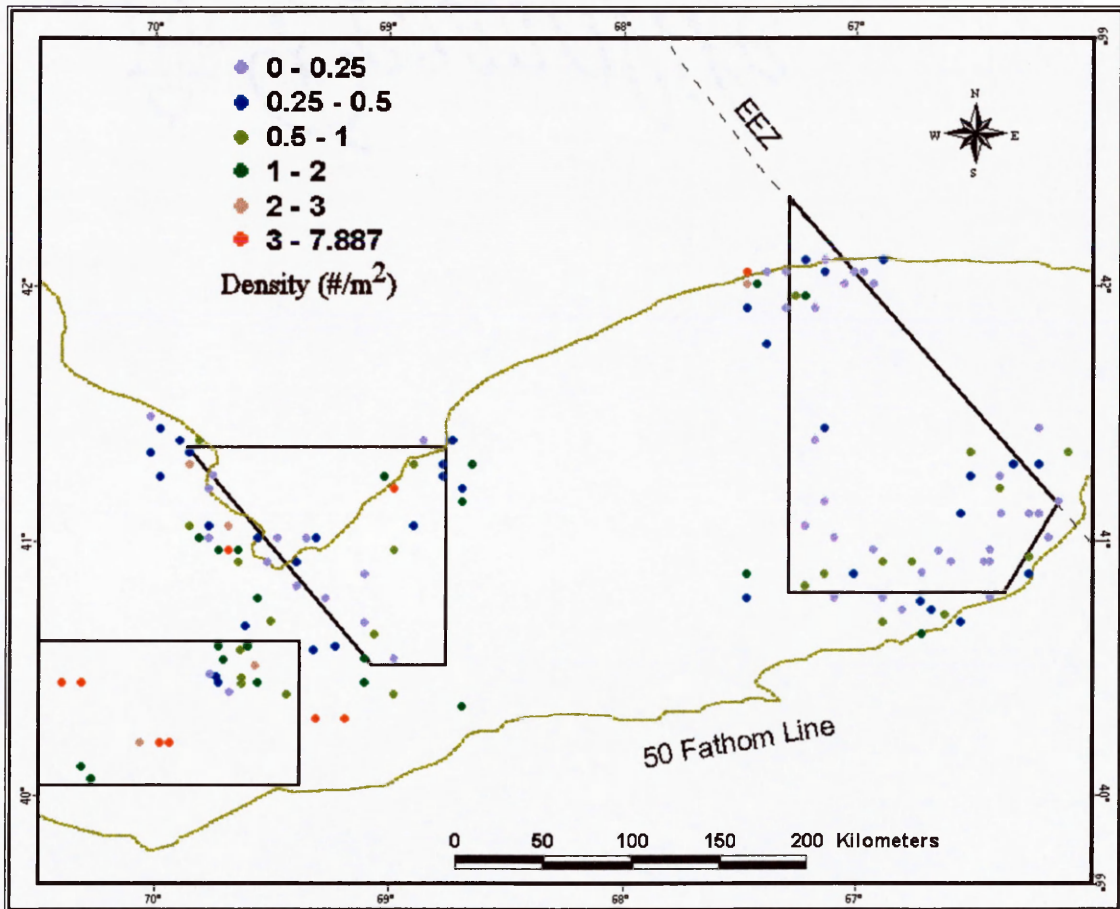 70° 69° 68° 67° 66°
0 - 0.25
0.25 - 0.5
0.5 - 1
1 - 2
2 - 3
3 - 7.887
Density (#/m²)
EEZ
N
W E
S
42° 42°
41° 41°
40° 40°
50 Fathom Line
0 50 100 150 200 Kilometers
70° 69° 68° 67° 66°